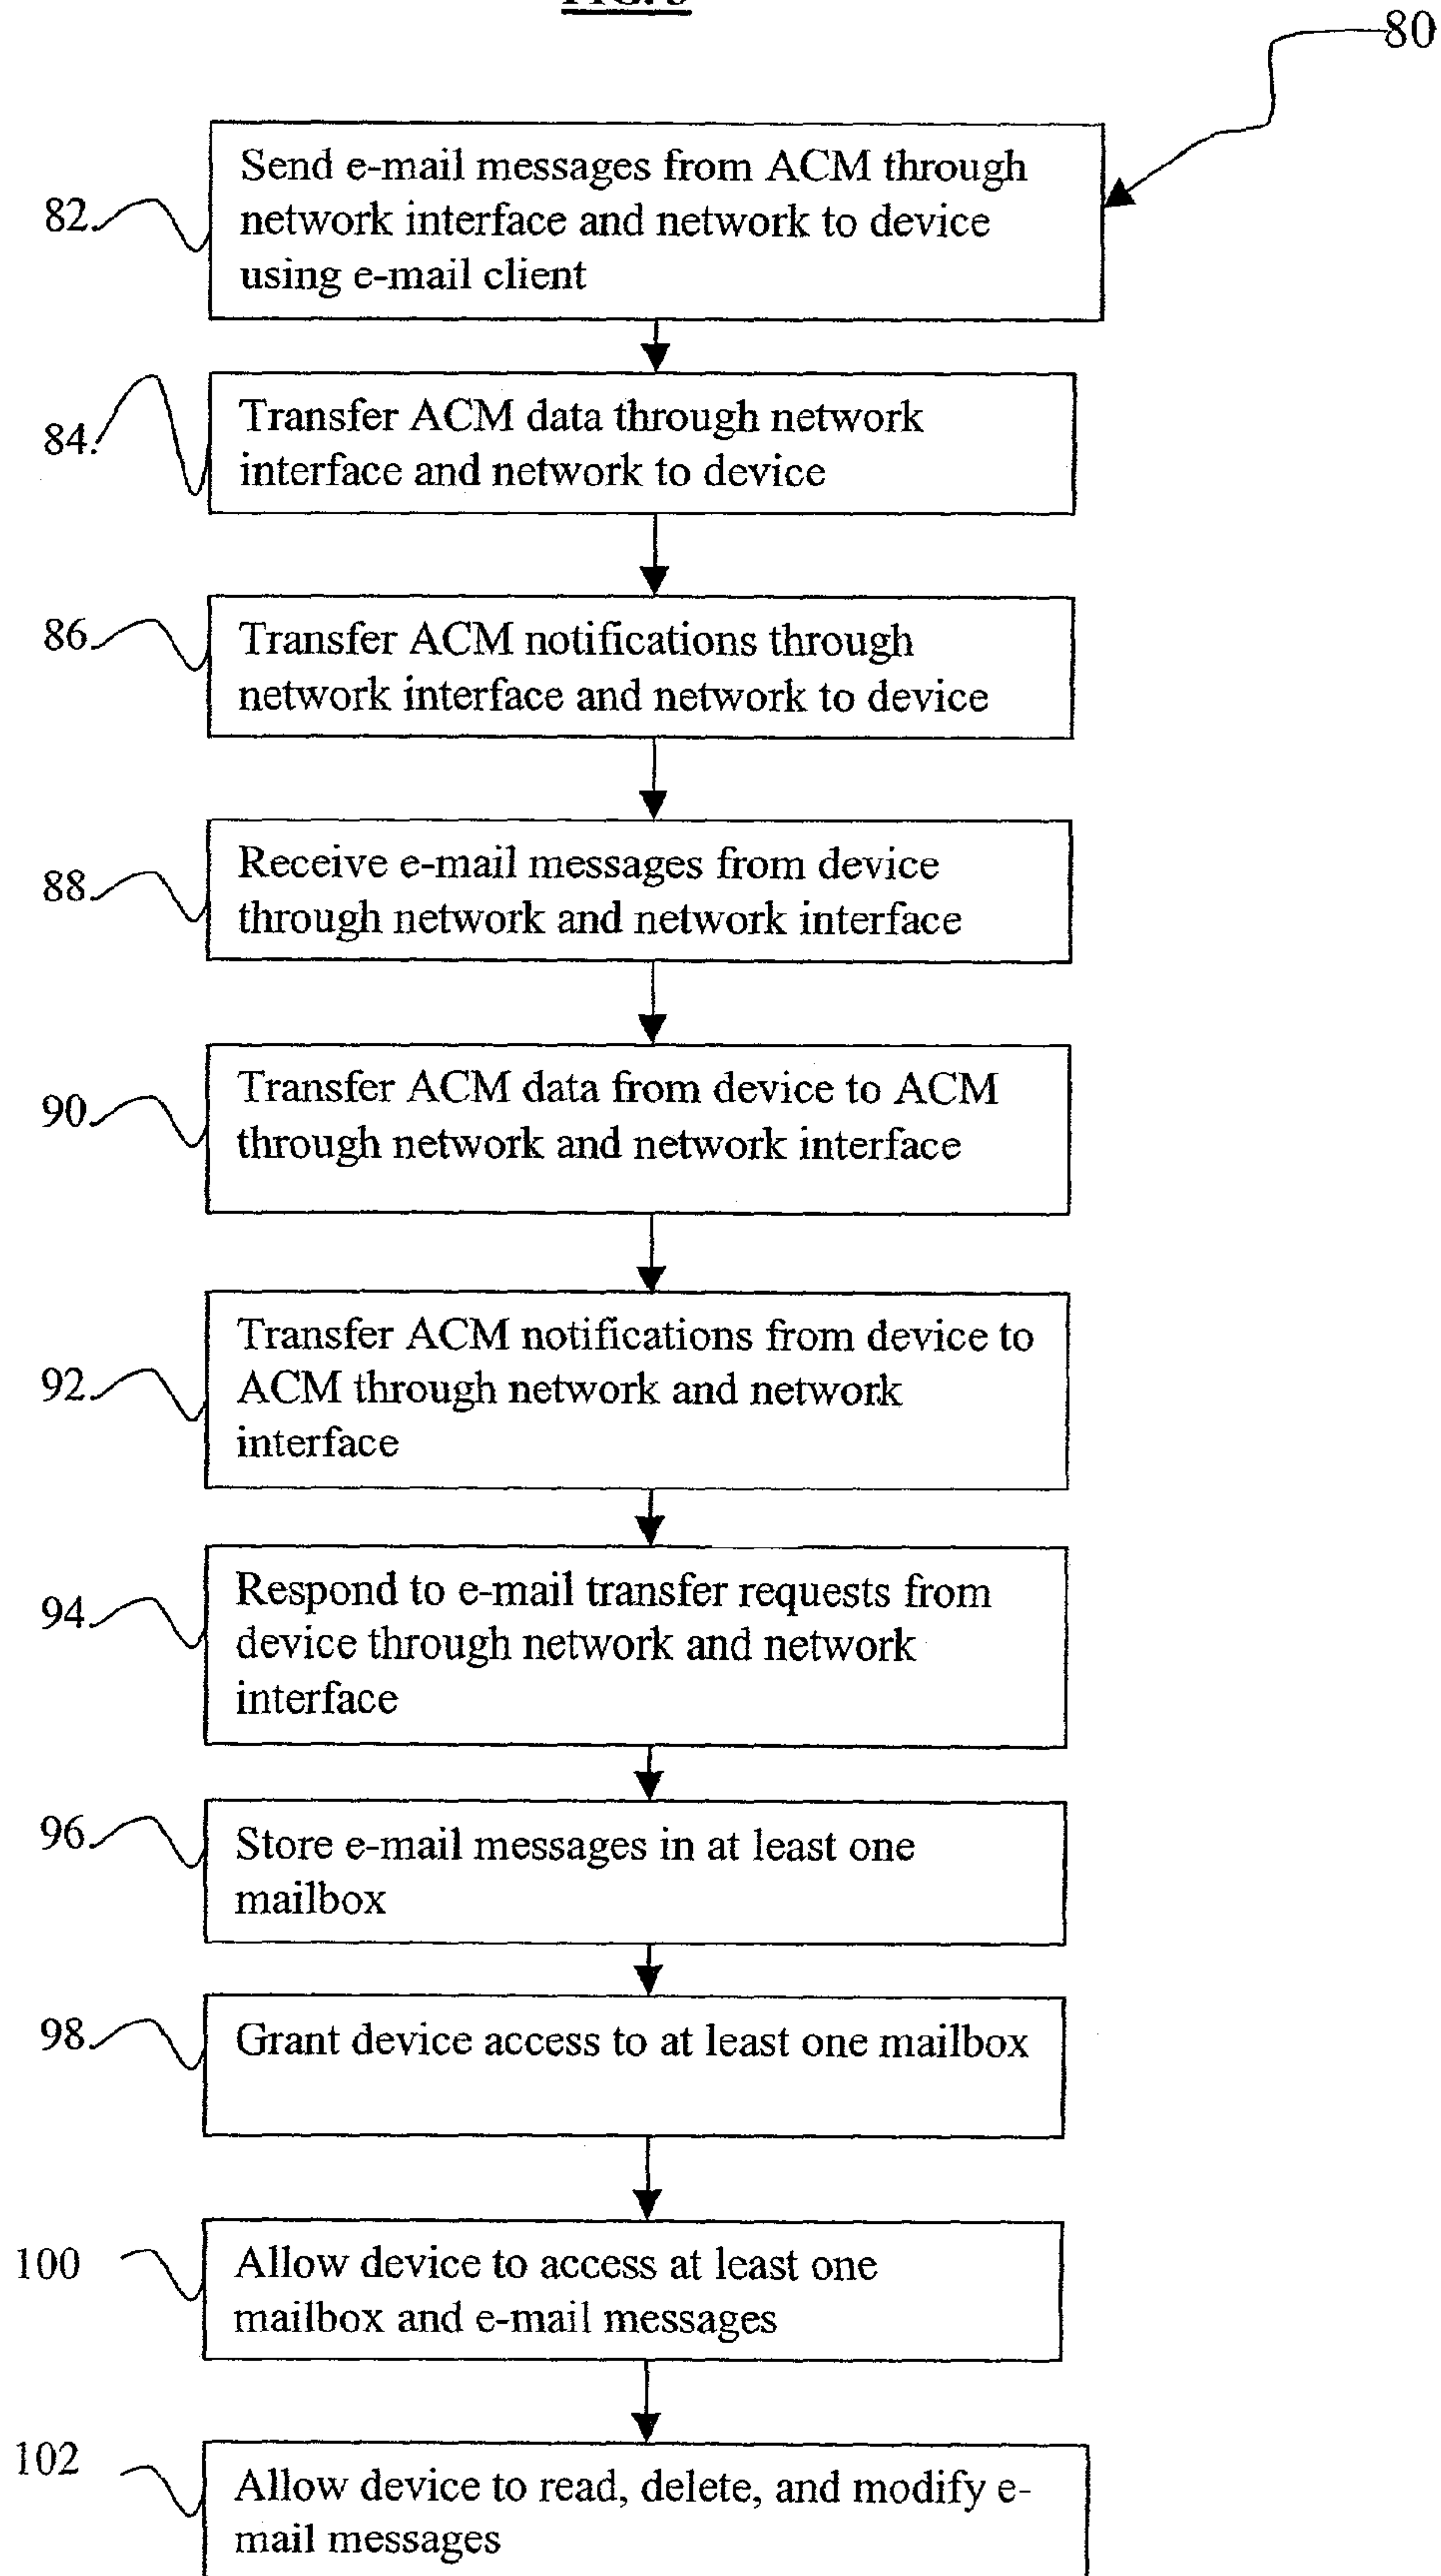 80
82
Send e-mail messages from ACM through
network interface and network to device
using e-mail client
84
Transfer ACM data through network
interface and network to device
86
Transfer ACM notifications through
network interface and network to device
88
Receive e-mail messages from device
through network and network interface
90
Transfer ACM data from device to ACM
through network and network interface
92
Transfer ACM notifications from device to
ACM through network and network
interface
94
Respond to e-mail transfer requests from
device through network and network
interface
96
Store e-mail messages in at least one
mailbox
98
Grant device access to at least one mailbox
100
Allow device to access at least one
mailbox and e-mail messages
102
Allow device to read, delete, and modify e-
mail messages